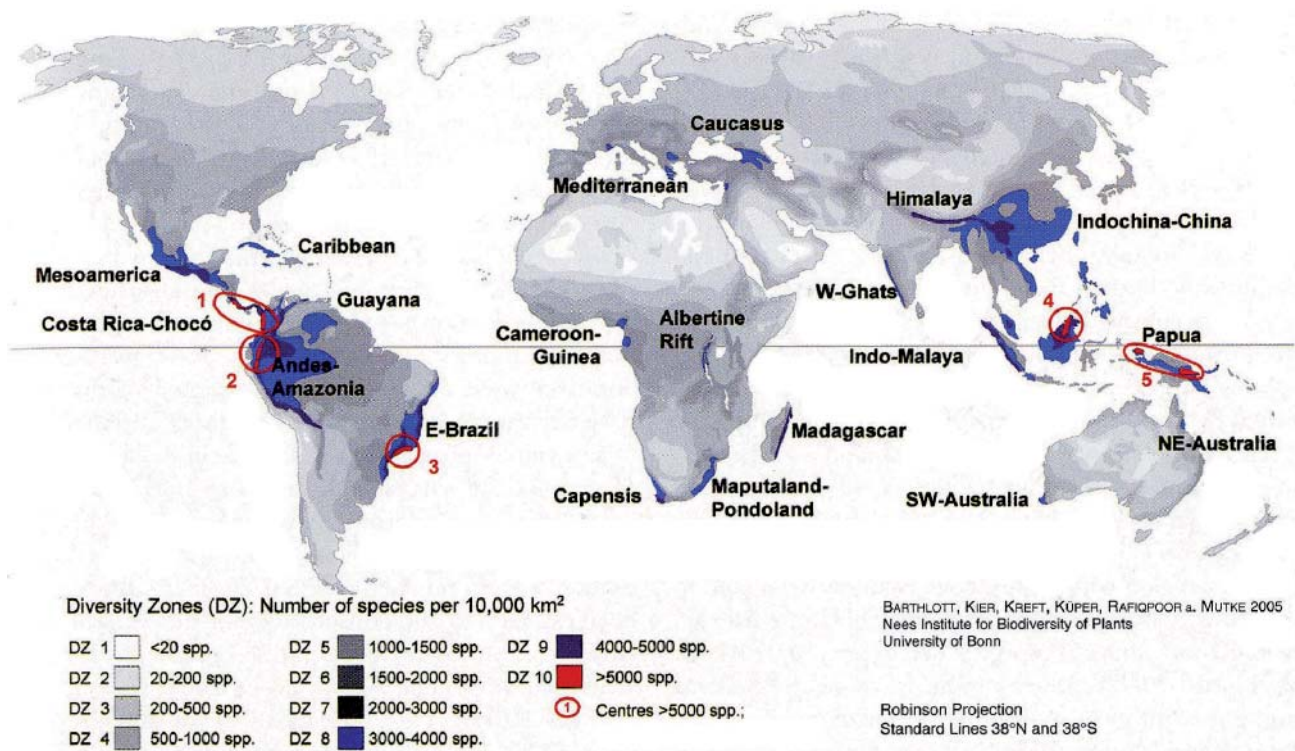 Caucasus
Mediterranean
Himalaya
Indochina-China
Caribbean
Mesoamerica
1
Guayana
W-Ghats
4
Costa Rica-Chocó
Cameroon-
Guinea
Albertine
Rift
Indo-Malaya
Papua
2
Andes-
Amazonia
5
E-Brazil
3
Madagascar
NE-Australia
Capensis
Maputaland-
Pondoland
SW-Australia
Diversity Zones (DZ): Number of species per 10,000 km²
DZ 1 <20 spp.
DZ 2 20-200 spp.
DZ 3 200-500 spp.
DZ 4 500-1000 spp.
DZ 5 1000-1500 spp.
DZ 6 1500-2000 spp.
DZ 7 2000-3000 spp.
DZ 8 3000-4000 spp.
DZ 9 4000-5000 spp.
DZ 10 >5000 spp.
1 Centres >5000 spp.;
BARTHLOTT, KIER, KREFT, KÜPER, RAFIQPOOR a. MUTKE 2005
Nees Institute for Biodiversity of Plants
University of Bonn
Robinson Projection
Standard Lines 38°N and 38°S